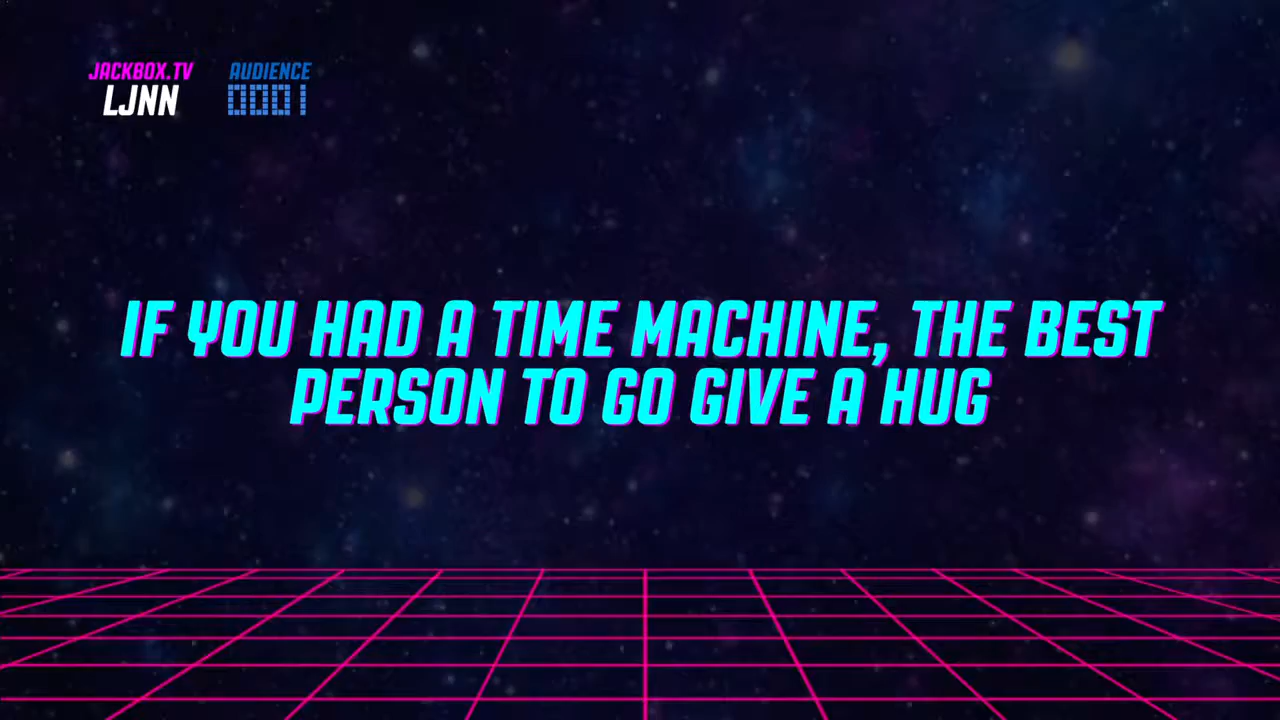 JACKBOX.TV
LJNN
AUDIENCE
0001
IF YOU HAD A TIME MACHINE, THE BEST
PERSON TO GO GIVE A HUG